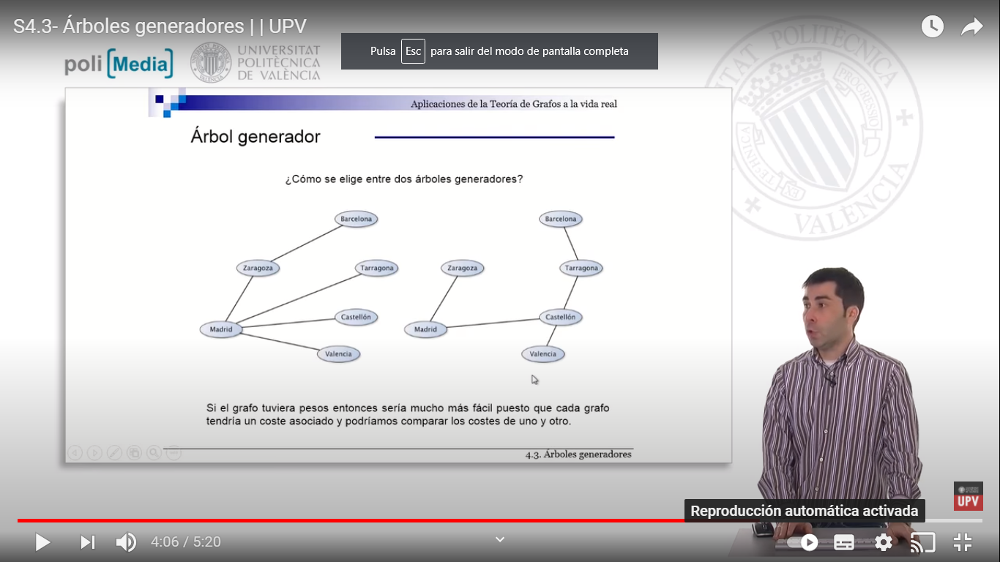 S4.3- Árboles generadores | | UPV
Pulsa Esc para salir del modo de pantalla completa
poli [Media]
UNIVERSITAT
POLITÈCNICA
DE VALÈNCIA
Aplicaciones de la Teoría de Grafos a la vida real
Árbol generador
¿Cómo se elige entre dos árboles generadores?
Barcelona
Barcelona
Zaragoza
Tarragona
Zaragoza
Tarragona
Castellón
Castellón
Madrid
Madrid
Valencia
Valencia
Si el grafo tuviera pesos entonces sería mucho más fácil puesto que cada grafo
tendría un coste asociado y podríamos comparar los costes de uno y otro.
4.3. Árboles generadores
POLITÈCNICA
VALÈNCIA
PROGRESSIO
UPV
Reproducción automática activada
4:06 / 5:20